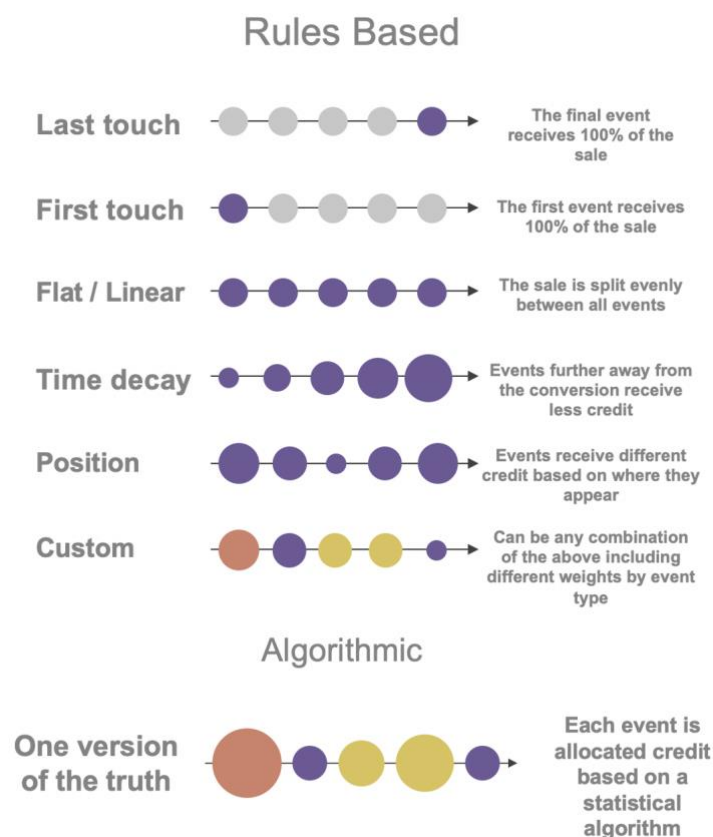 Rules Based
Last touch
The final event
receives 100% of the
sale
First touch
The first event receives
100% of the sale
Flat / Linear
The sale is split evenly
between all events
Time decay
Events further away from
the conversion receive
less credit
Position
Events receive different
credit based on where they
appear
Custom
Can be any combination
of the above including
different weights by event
type
Algorithmic
One version
of the truth
Each event is
allocated credit
based on a
statistical
algorithm